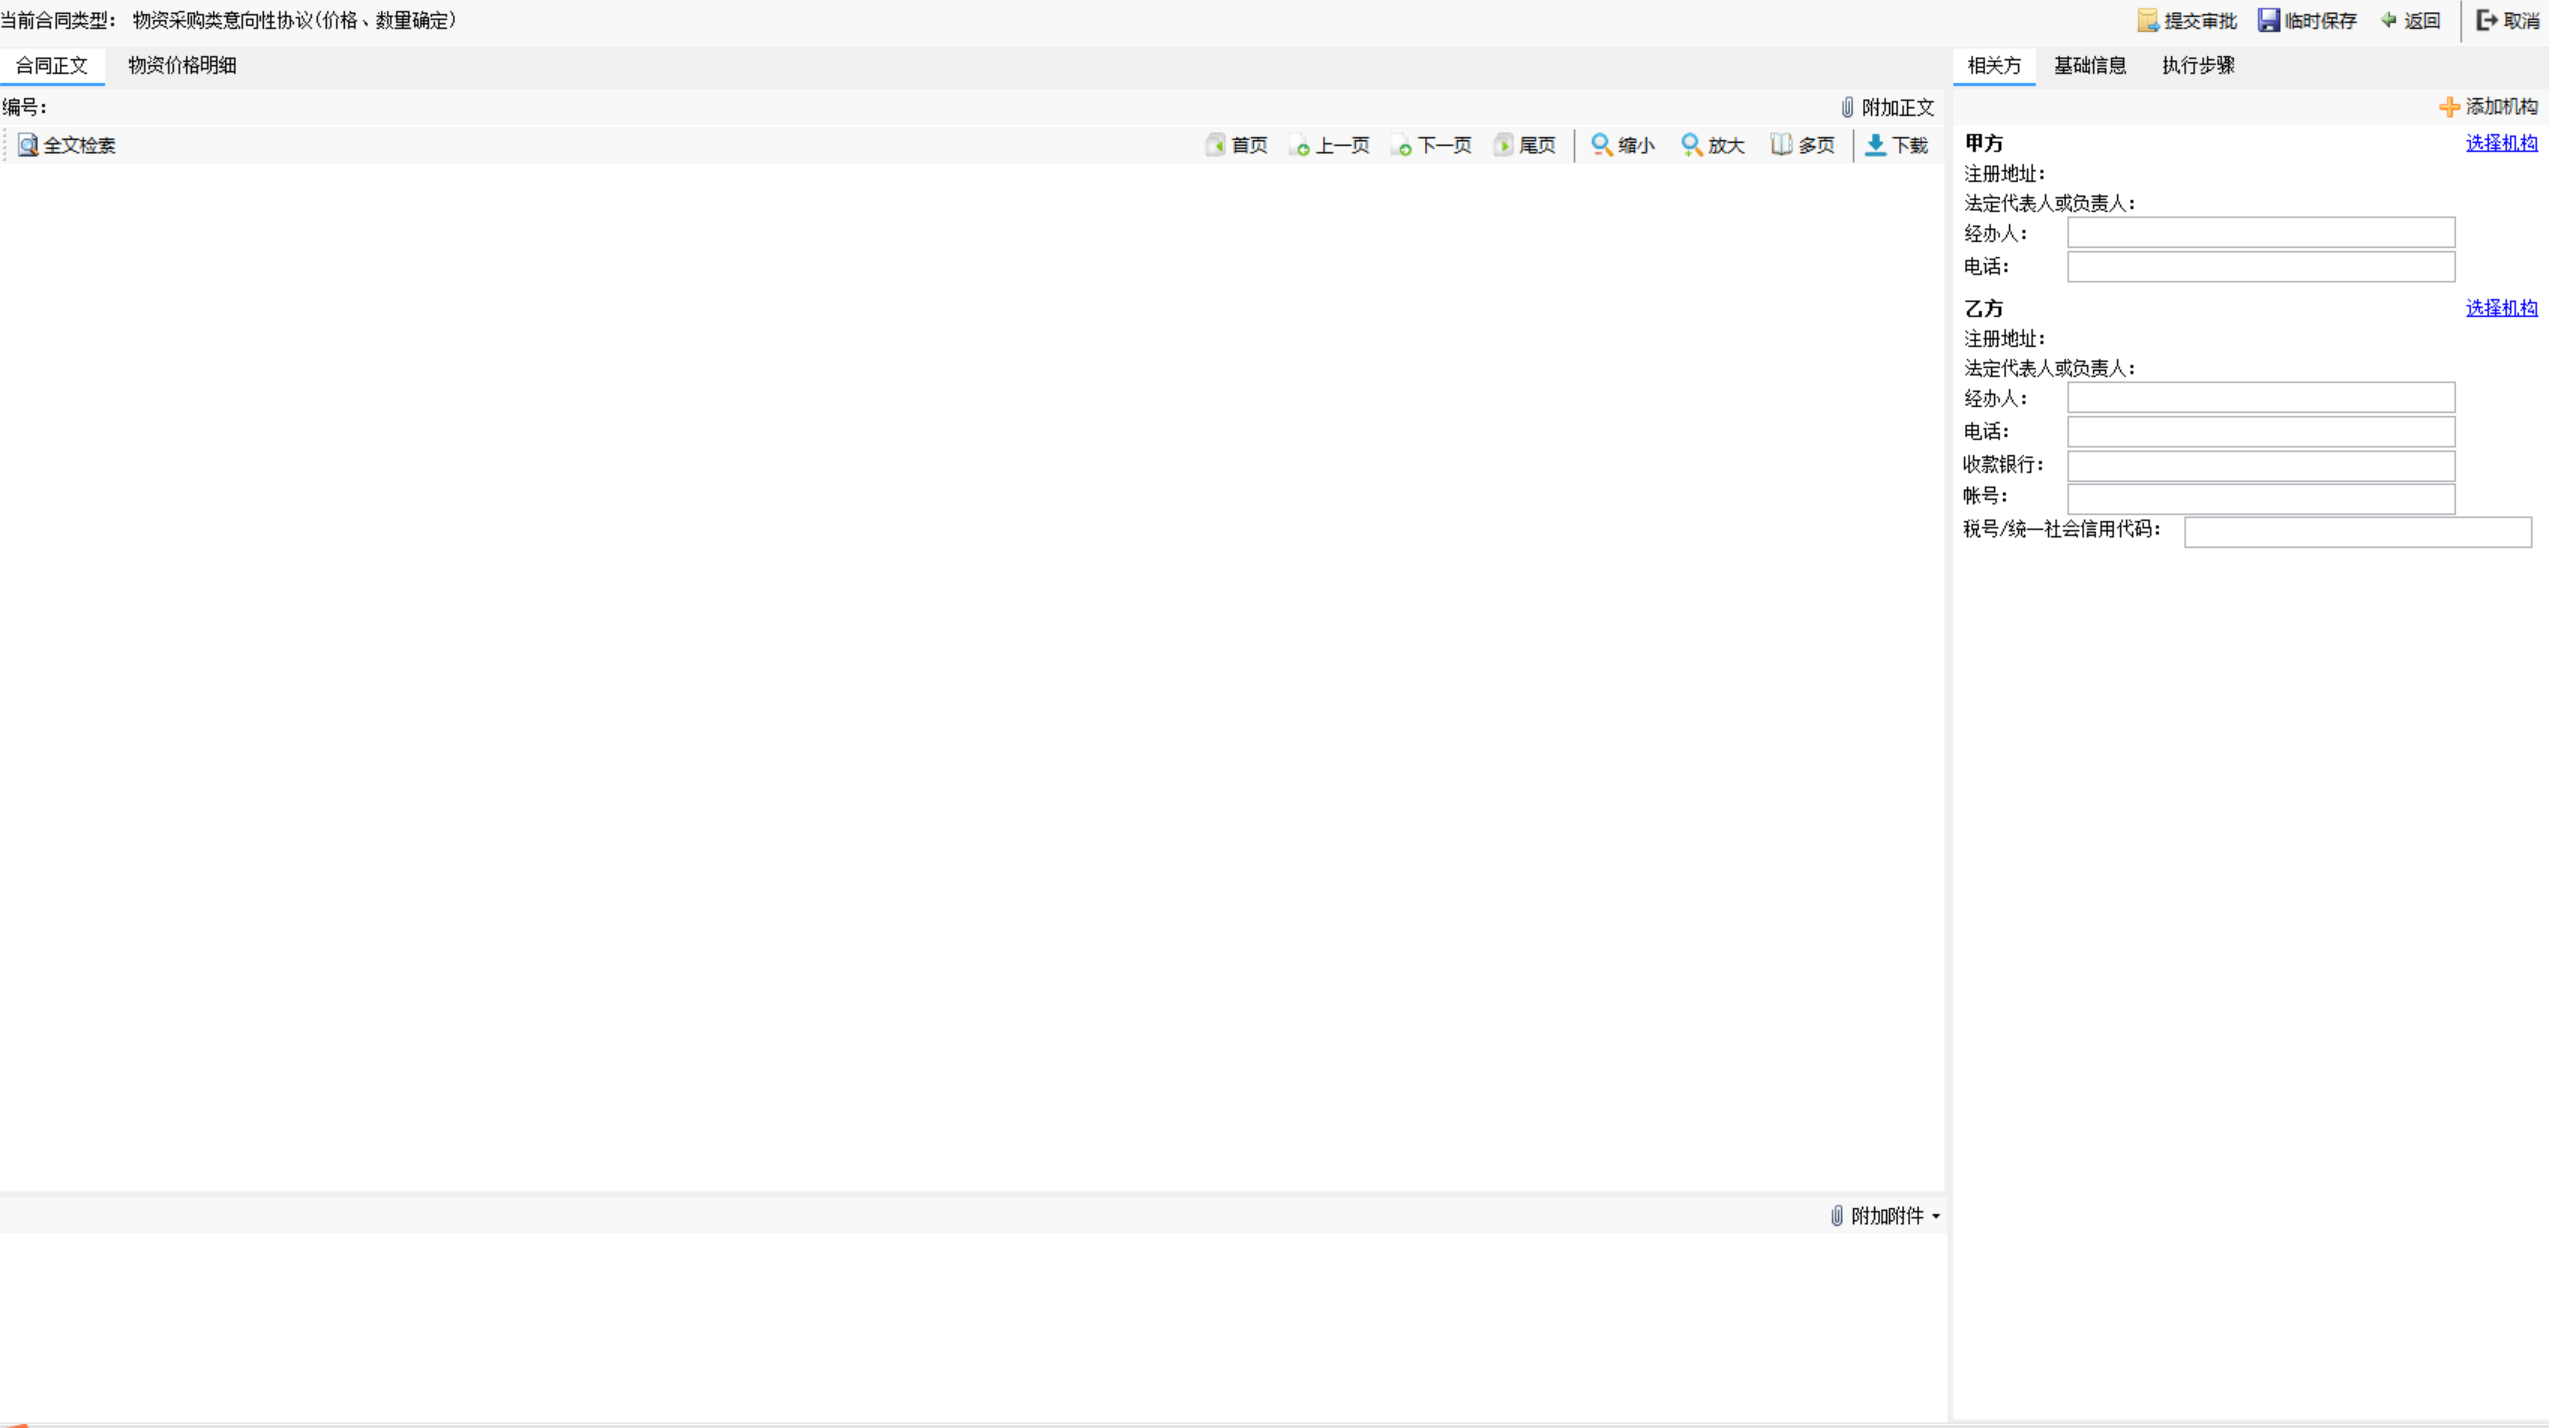 当前合同类型： 物资采购类意向性协议(价格、数量确定)
提交审批 临时保存 返回 取消
合同正文 物资价格明细
相关方 基础信息 执行步骤
编号： 附加正文
添加机构
全文检索 首页 上一页 下一页 尾页 缩小 放大 多页 下载
甲方 选择机构
注册地址：
法定代表人或负责人：
经办人：
电话：
乙方 选择机构
注册地址：
法定代表人或负责人：
经办人：
电话：
收款银行：
帐号：
税号/统一社会信用代码：
附加附件